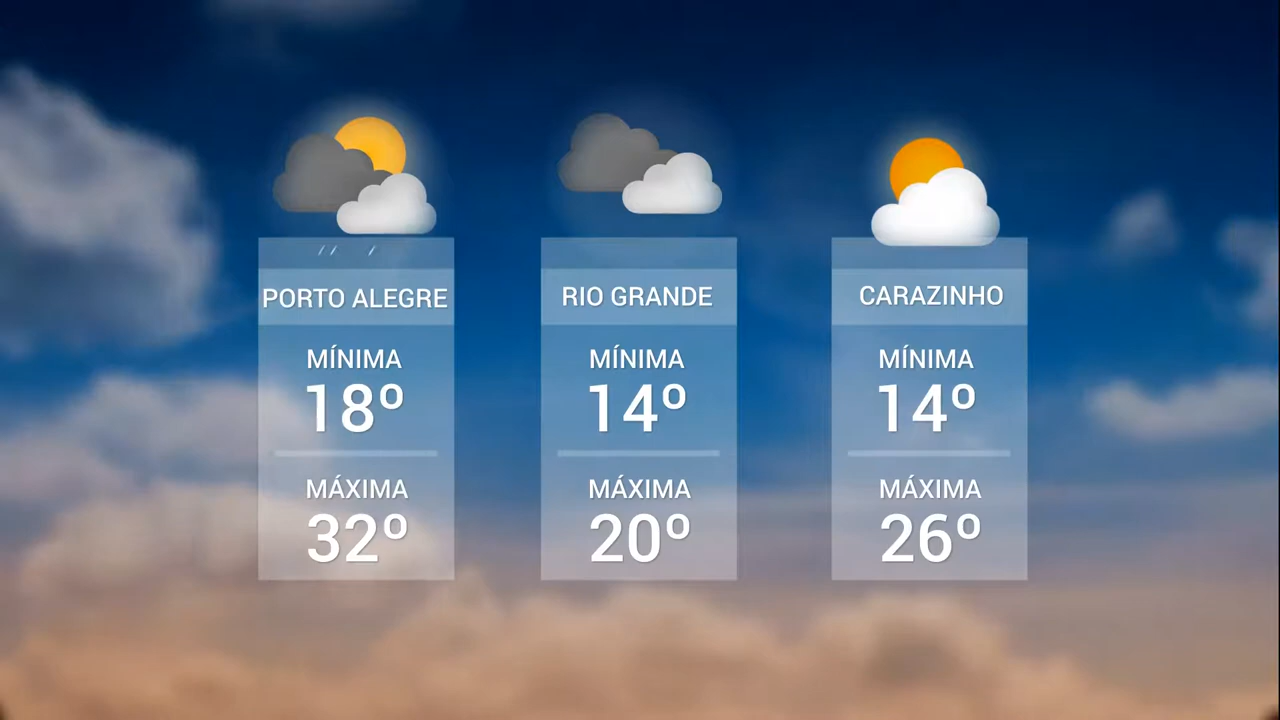 PORTO ALEGRE
MÍNIMA
18º
MÁXIMA
32º
RIO GRANDE
MÍNIMA
14º
MÁXIMA
20º
CARAZINHO
MÍNIMA
14º
MÁXIMA
26º